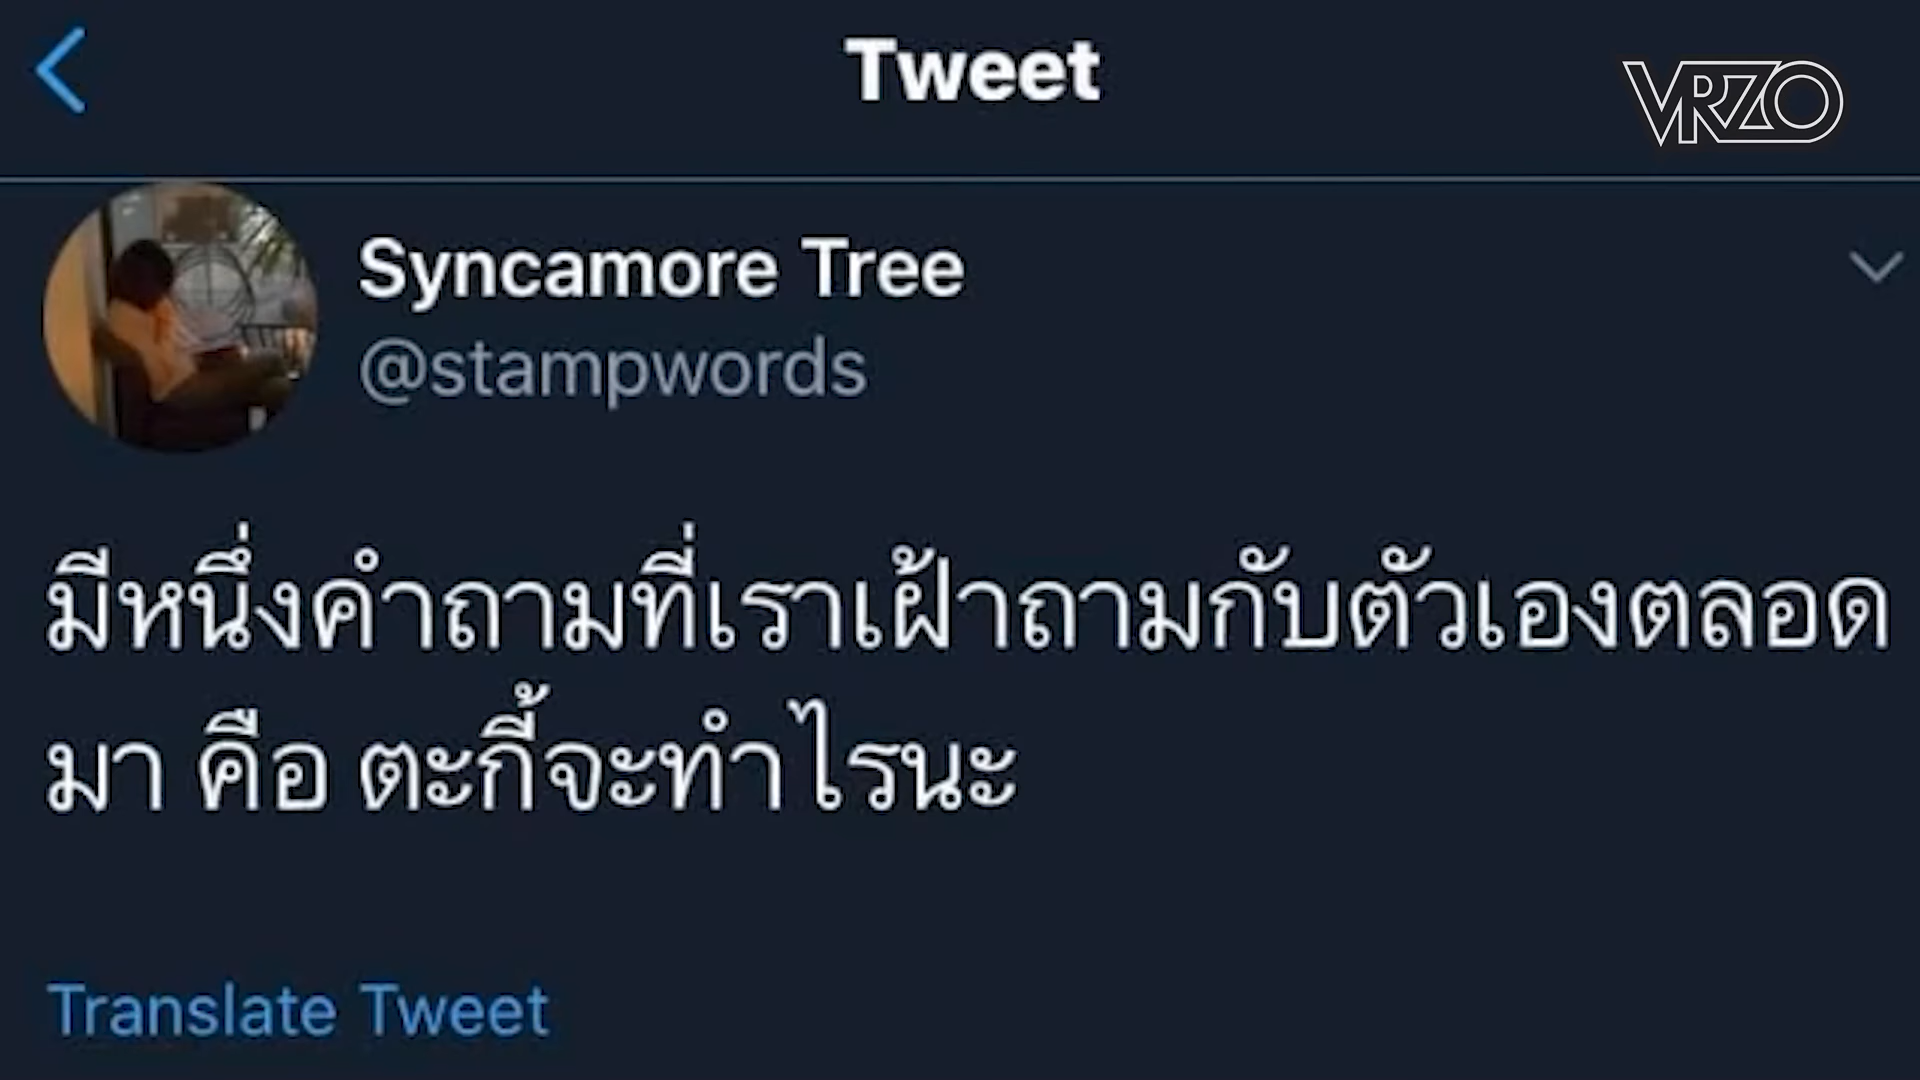 Tweet
VRZO
Syncamore Tree
@stampwords
มีหนึ่งคำถามที่เราเฝ้าถามกับตัวเองตลอด
มา คือ ตะกี้จะทำไรนะ
Translate Tweet